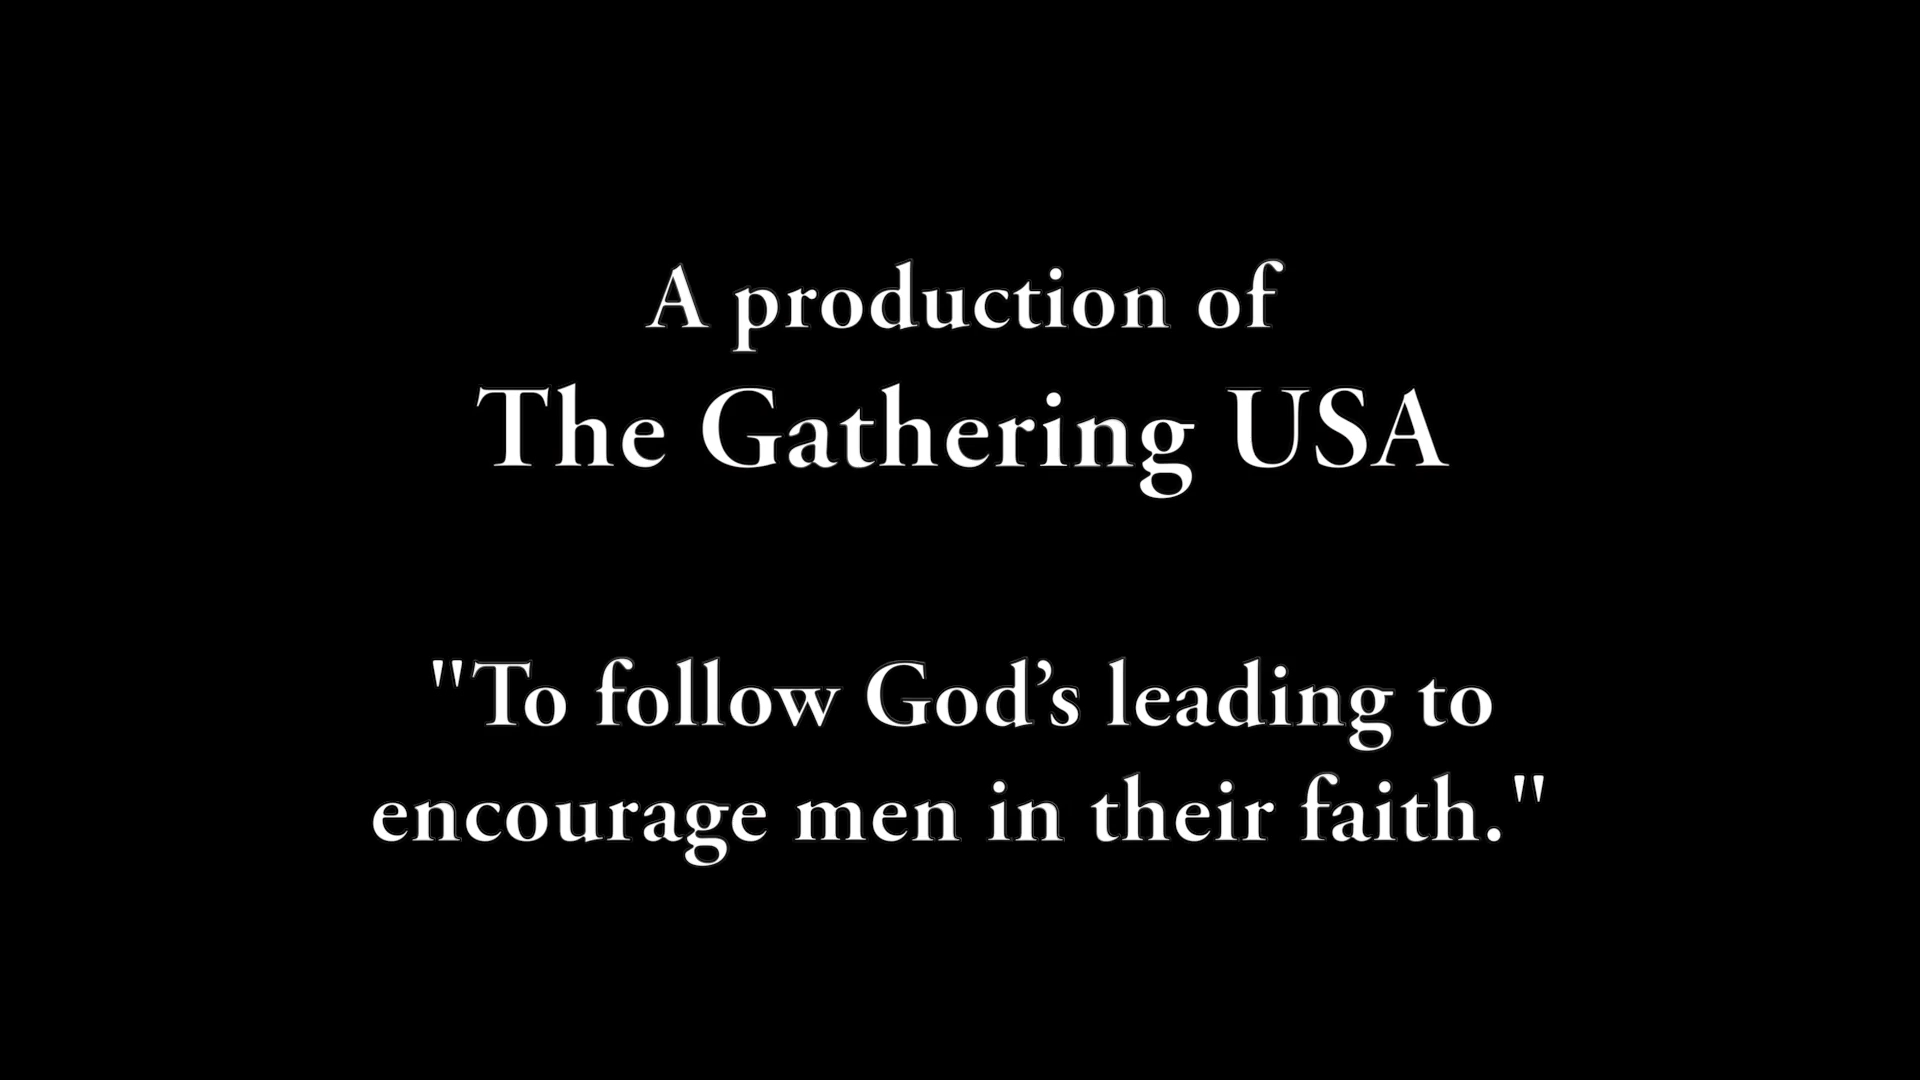 A production of
The Gathering USA
"To follow God’s leading to
encourage men in their faith."